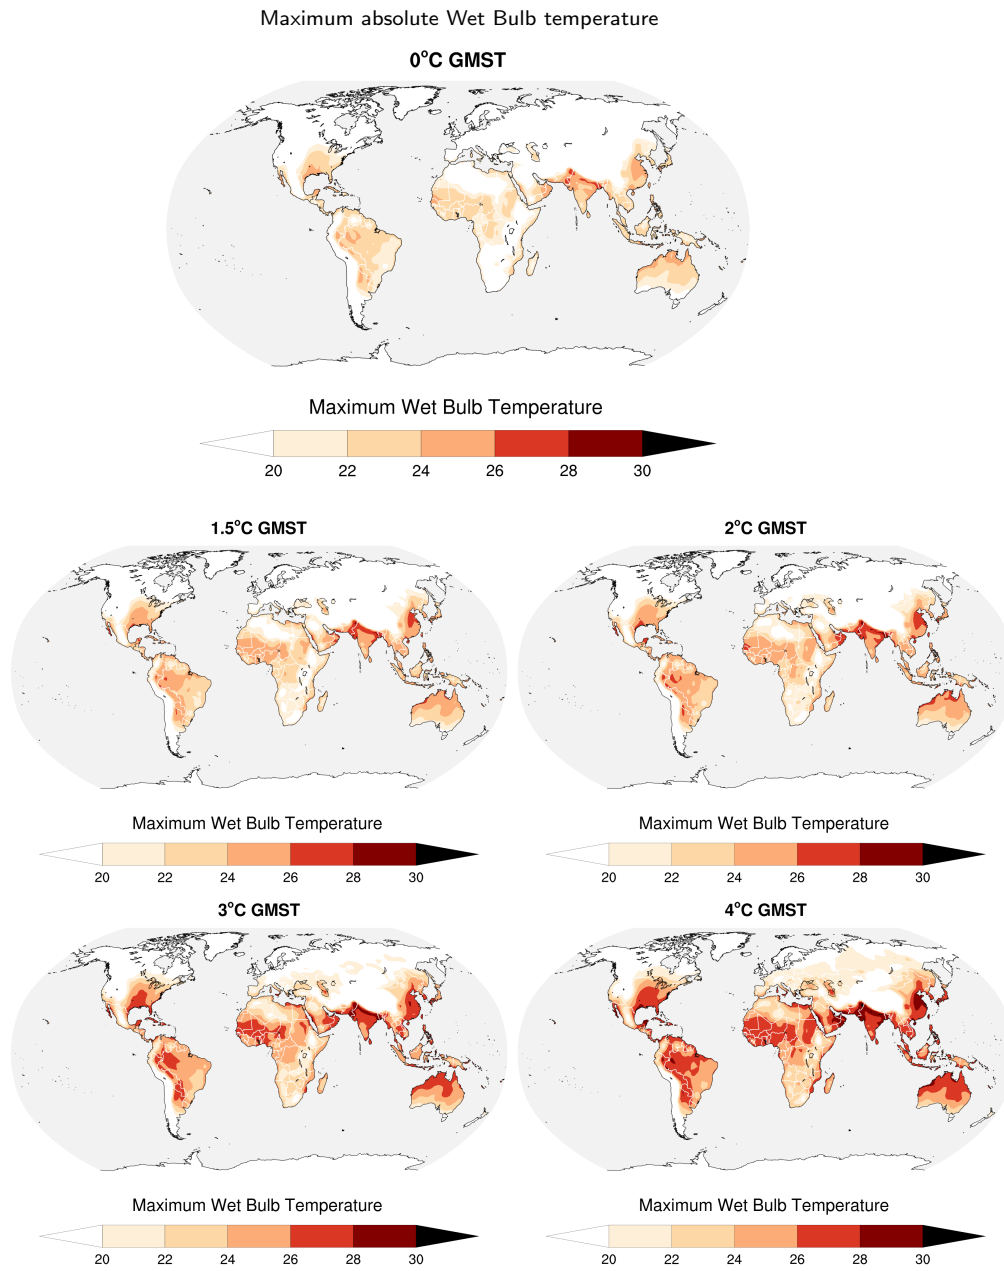 Maximum absolute Wet Bulb temperature
0°C GMST
Maximum Wet Bulb Temperature
20 22 24 26 28 30
1.5°C GMST 2°C GMST
Maximum Wet Bulb Temperature Maximum Wet Bulb Temperature
20 22 24 26 28 30 20 22 24 26 28 30
3°C GMST 4°C GMST
Maximum Wet Bulb Temperature Maximum Wet Bulb Temperature
20 22 24 26 28 30 20 22 24 26 28 30